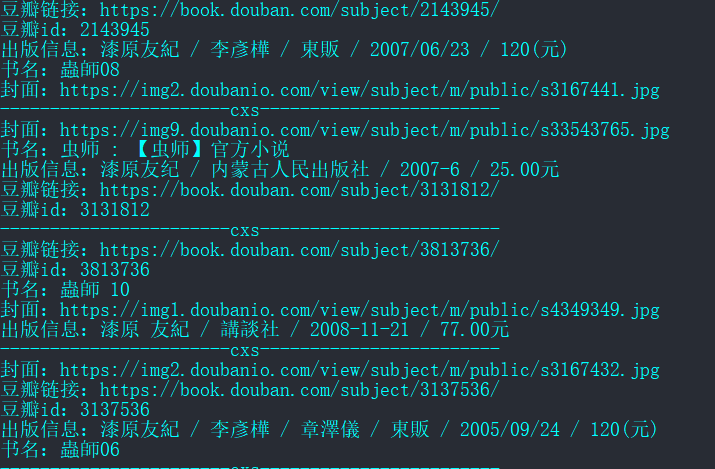 豆瓣链接：https://book.douban.com/subject/2143945/
豆瓣id：2143945
出版信息：漆原友紀 / 李彥樺 / 東販 / 2007/06/23 / 120(元)
书名：蟲師08
封面：https://img2.doubanio.com/view/subject/m/public/s3167441.jpg
-----------------------cxs------------------------
封面：https://img9.doubanio.com/view/subject/m/public/s33543765.jpg
书名：虫师 : 【虫师】官方小说
出版信息：漆原友纪 / 内蒙古人民出版社 / 2007-6 / 25.00元
豆瓣链接：https://book.douban.com/subject/3131812/
豆瓣id：3131812
-----------------------cxs------------------------
豆瓣链接：https://book.douban.com/subject/3813736/
豆瓣id：3813736
书名：蟲師 10
封面：https://img1.doubanio.com/view/subject/m/public/s4349349.jpg
出版信息：漆原 友紀 / 講談社 / 2008-11-21 / 77.00元
-----------------------cxs------------------------
封面：https://img2.doubanio.com/view/subject/m/public/s3167432.jpg
豆瓣链接：https://book.douban.com/subject/3137536/
豆瓣id：3137536
出版信息：漆原友紀 / 李彥樺 / 章澤儀 / 東販 / 2005/09/24 / 120(元)
书名：蟲師06
-----------------------cxs------------------------